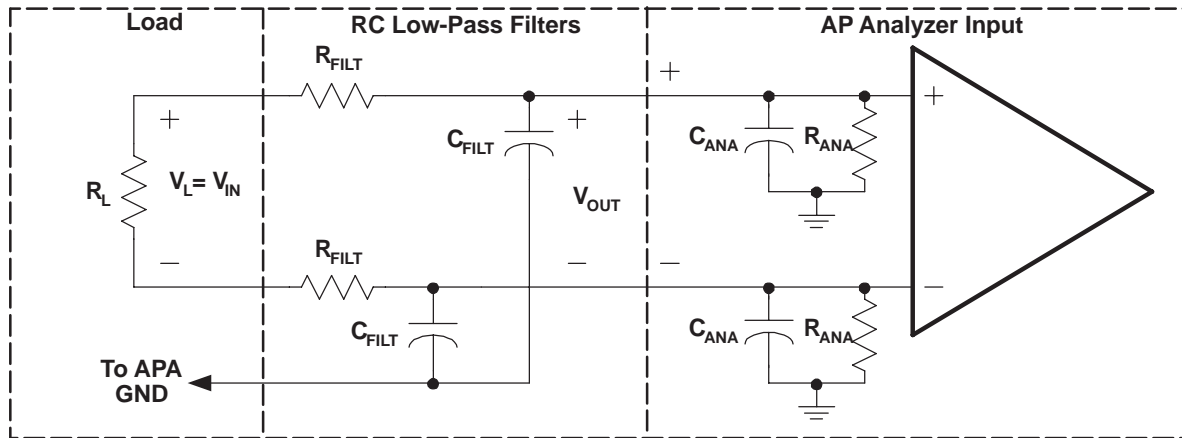 Load
RC Low-Pass Filters
AP Analyzer Input
R_FILT
+
+
+
+
C_FILT
C_ANA
R_ANA
R_L
V_L= V_IN
V_OUT
R_FILT
−
−
−
−
C_FILT
C_ANA
R_ANA
To APA
GND